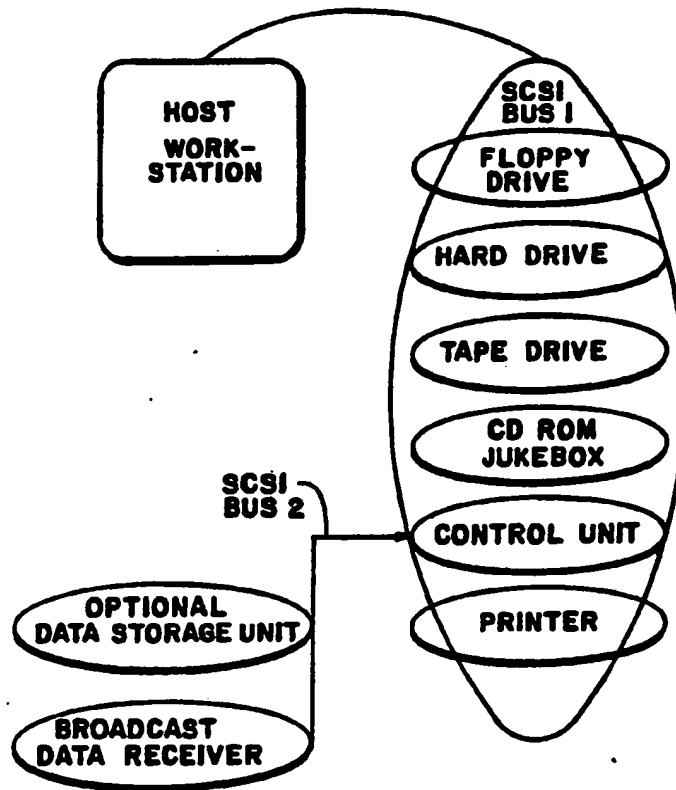 HOST
WORK-
STATION
SCSI
BUS 1
FLOPPY
DRIVE
HARD DRIVE
TAPE DRIVE
CD ROM
JUKEBOX
CONTROL UNIT
PRINTER
SCSI
BUS 2
OPTIONAL
DATA STORAGE UNIT
BROADCAST
DATA RECEIVER